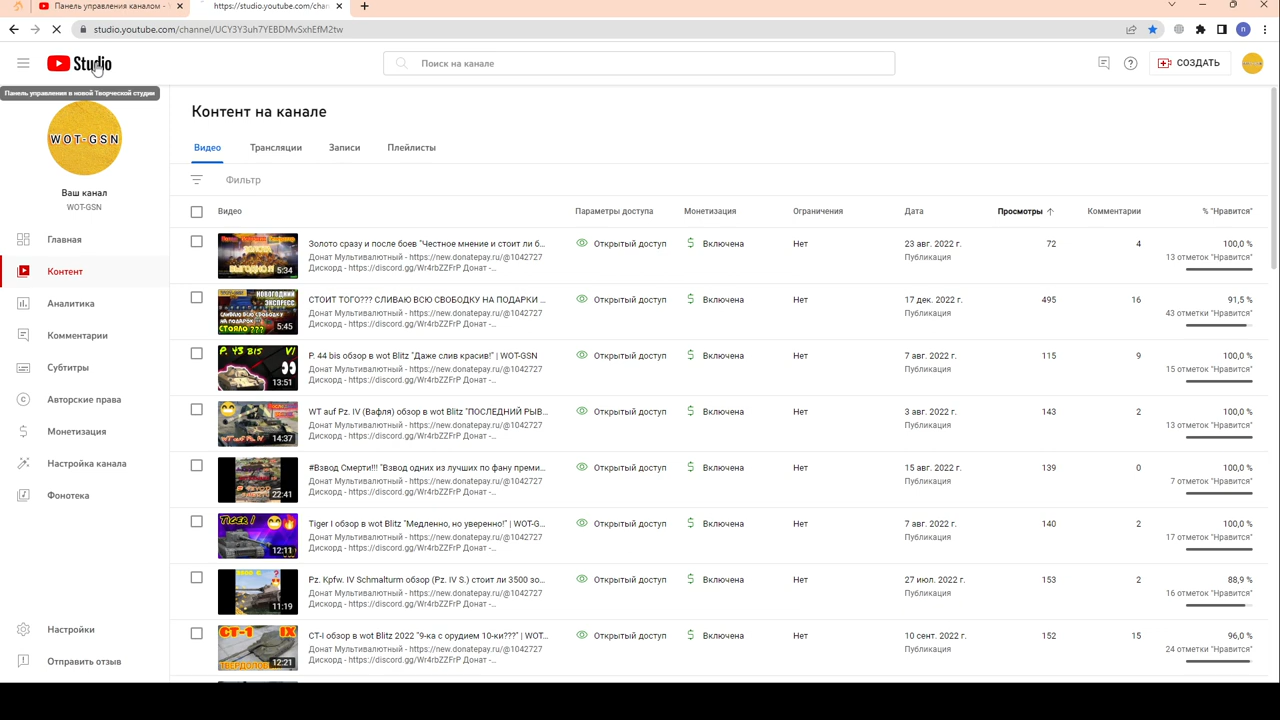 Панель управления каналом -
https://studio.youtube.com/chan
studio.youtube.com/channel/UCY3Y3uh7YEBDMvSxhEfM2tw
n
Studio
Поиск на канале
СОЗДАТЬ
Панель управления в новой Творческой студии
WOT-GSN
Ваш канал
WOT-GSN
Главная
Контент
Аналитика
Комментарии
Субтитры
Авторские права
Монетизация
Настройка канала
Фонотека
Настройки
Отправить отзыв
Контент на канале
Видео Трансляции Записи Плейлисты
Фильтр
Видео Параметры доступа Монетизация Ограничения Дата Просмотры Комментарии % "Нравится"
5:34
Золото сразу и после боев "Честное мнение и стоит ли б... Открытый доступ Включена Нет 23 авг. 2022 г. 72 4 100,0 %
Донат Мультивалютный - https://new.donatepay.ru/@1042727 Публикация 13 отметок "Нравится"
Дискорд - https://discord.gg/Wr4rbZZFrP Донат -...
НОВОГОДНИЙ
ЭКСПРЕСС
СТОЯЛО ???
5:45
СТОИТ ТОГО??? СЛИВАЮ ВСЮ СВОБОДКУ НА ПОДАРКИ ... Открытый доступ Включена Нет 17 дек. 2022 г. 495 16 91,5 %
Донат Мультивалютный - https://new.donatepay.ru/@1042727 Публикация 43 отметки "Нравится"
Дискорд - https://discord.gg/Wr4rbZZFrP Донат -...
P. 43 BIS VI
13:51
P. 44 bis обзор в wot Blitz "Даже слив красив!" | WOT-GSN Открытый доступ Включена Нет 7 авг. 2022 г. 115 9 100,0 %
Донат Мультивалютный - https://new.donatepay.ru/@1042727 Публикация 15 отметок "Нравится"
Дискорд - https://discord.gg/Wr4rbZZFrP Донат -...
14:37
WT auf Pz. IV (Вафля) обзор в wot Blitz "ПОСЛЕДНИЙ РЫВ... Открытый доступ Включена Нет 3 авг. 2022 г. 143 2 100,0 %
Донат Мультивалютный - https://new.donatepay.ru/@1042727 Публикация 13 отметок "Нравится"
Дискорд - https://discord.gg/Wr4rbZZFrP Донат -...
22:41
#Взвод Смерти!!! "Взвод одних из лучших по фану преми... Открытый доступ Включена Нет 15 авг. 2022 г. 139 0 100,0 %
Донат Мультивалютный - https://new.donatepay.ru/@1042727 Публикация 7 отметок "Нравится"
Дискорд - https://discord.gg/Wr4rbZZFrP Донат -...
TIGER I
12:11
Tiger I обзор в wot Blitz "Медленно, но уверенно!" | WOT-G... Открытый доступ Включена Нет 7 авг. 2022 г. 140 2 100,0 %
Донат Мультивалютный - https://new.donatepay.ru/@1042727 Публикация 17 отметок "Нравится"
Дискорд - https://discord.gg/Wr4rbZZFrP Донат -...
11:19
Pz. Kpfw. IV Schmalturm обзор (Pz. IV S.) стоит ли 3500 зо... Открытый доступ Включена Нет 27 июл. 2022 г. 153 2 88,9 %
Донат Мультивалютный - https://new.donatepay.ru/@1042727 Публикация 16 отметок "Нравится"
Дискорд - https://discord.gg/Wr4rbZZFrP Донат -...
СТ-1 IX
12:21
СТ-I обзор в wot Blitz 2022 "9-ка с орудием 10-ки???" | WOT... Открытый доступ Включена Нет 10 сент. 2022 г. 152 15 96,0 %
Донат Мультивалютный - https://new.donatepay.ru/@1042727 Публикация 24 отметки "Нравится"
Дискорд - https://discord.gg/Wr4rbZZFrP Донат -...